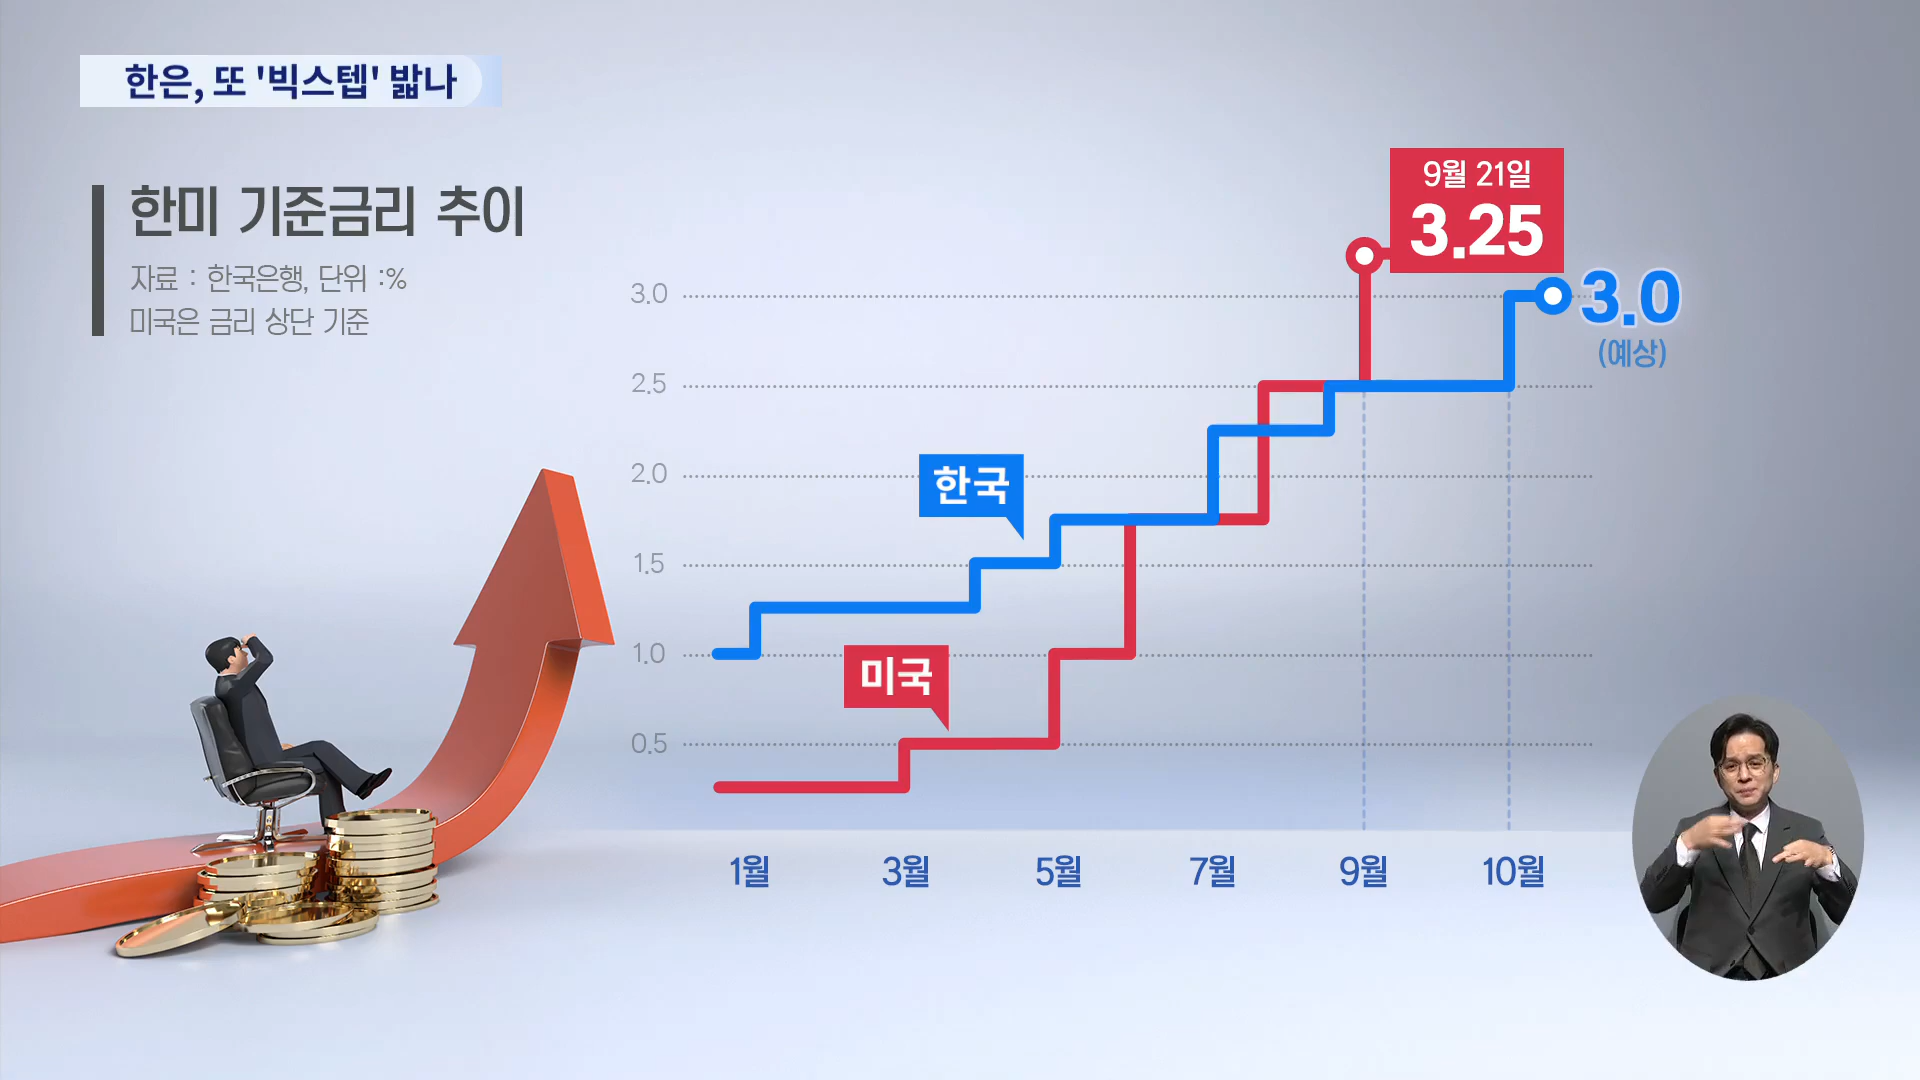 한은, 또 '빅스텝' 밟나
한미 기준금리 추이
자료 : 한국은행, 단위 :%
미국은 금리 상단 기준
9월 21일
3.25
3.0
(예상)
3.0
2.5
2.0
1.5
1.0
0.5
한국
미국
1월 3월 5월 7월 9월 10월